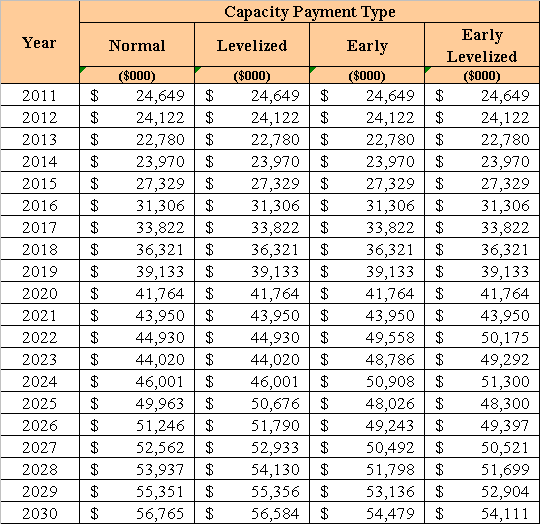 Capacity Payment Type
Year Normal Levelized Early Early Levelized
($000) ($000) ($000) ($000)
2011 $ 24,649 $ 24,649 $ 24,649 $ 24,649
2012 $ 24,122 $ 24,122 $ 24,122 $ 24,122
2013 $ 22,780 $ 22,780 $ 22,780 $ 22,780
2014 $ 23,970 $ 23,970 $ 23,970 $ 23,970
2015 $ 27,329 $ 27,329 $ 27,329 $ 27,329
2016 $ 31,306 $ 31,306 $ 31,306 $ 31,306
2017 $ 33,822 $ 33,822 $ 33,822 $ 33,822
2018 $ 36,321 $ 36,321 $ 36,321 $ 36,321
2019 $ 39,133 $ 39,133 $ 39,133 $ 39,133
2020 $ 41,764 $ 41,764 $ 41,764 $ 41,764
2021 $ 43,950 $ 43,950 $ 43,950 $ 43,950
2022 $ 44,930 $ 44,930 $ 49,558 $ 50,175
2023 $ 44,020 $ 44,020 $ 48,786 $ 49,292
2024 $ 46,001 $ 46,001 $ 50,908 $ 51,300
2025 $ 49,963 $ 50,676 $ 48,026 $ 48,300
2026 $ 51,246 $ 51,790 $ 49,243 $ 49,397
2027 $ 52,562 $ 52,933 $ 50,492 $ 50,521
2028 $ 53,937 $ 54,130 $ 51,798 $ 51,699
2029 $ 55,351 $ 55,356 $ 53,136 $ 52,904
2030 $ 56,765 $ 56,584 $ 54,479 $ 54,111